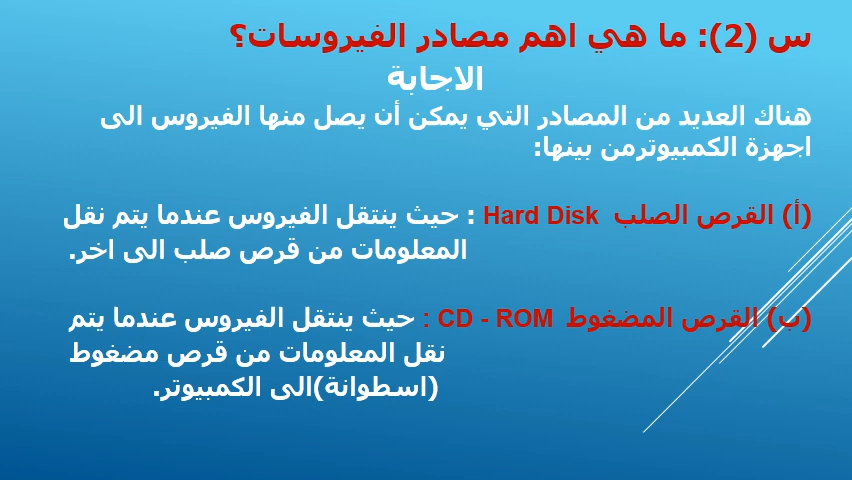 س (2): ما هي اهم مصادر الفيروسات؟
الاجابة
هناك العديد من المصادر التي يمكن أن يصل منها الفيروس الى
اجهزة الكمبيوترمن بينها:
(أ) القرص الصلب Hard Disk : حيث ينتقل الفيروس عندما يتم نقل
المعلومات من قرص صلب الى اخر.
(ب) القرص المضغوط CD - ROM : حيث ينتقل الفيروس عندما يتم
نقل المعلومات من قرص مضغوط
(اسطوانة)الى الكمبيوتر.